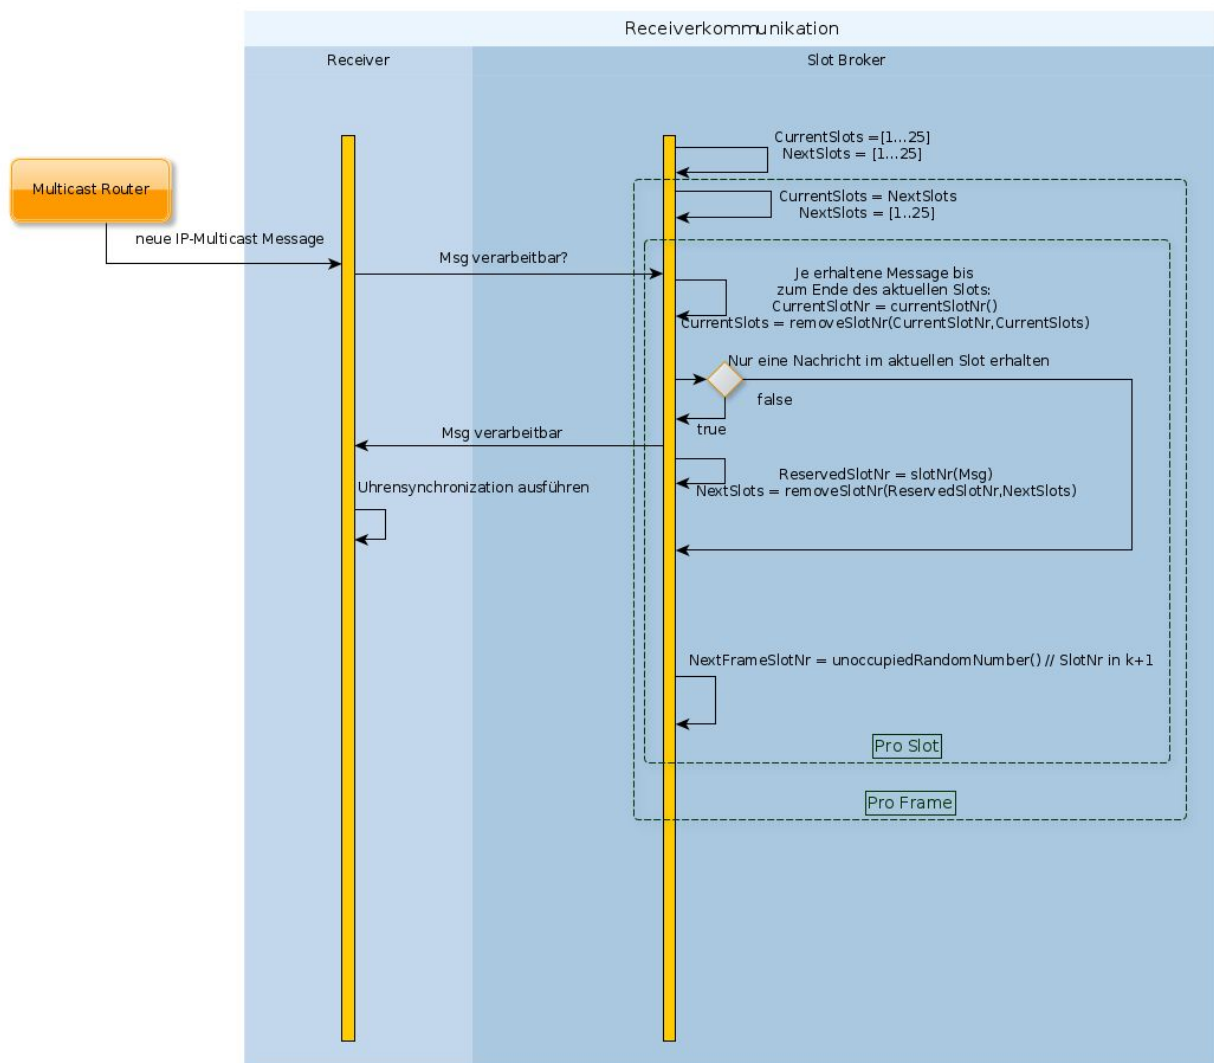 Receiverkommunikation
Receiver
Slot Broker
CurrentSlots =[1...25]
NextSlots = [1...25]
Multicast Router
CurrentSlots = NextSlots
NextSlots = [1..25]
neue IP-Multicast Message
Msg verarbeitbar?
Je erhaltene Message bis
zum Ende des aktuellen Slots:
CurrentSlotNr = currentSlotNr()
CurrentSlots = removeSlotNr(CurrentSlotNr,CurrentSlots)
Nur eine Nachricht im aktuellen Slot erhalten
false
true
Msg verarbeitbar
ReservedSlotNr = slotNr(Msg)
NextSlots = removeSlotNr(ReservedSlotNr,NextSlots)
Uhrensynchronization ausführen
NextFrameSlotNr = unoccupiedRandomNumber() // SlotNr in k+1
Pro Slot
Pro Frame